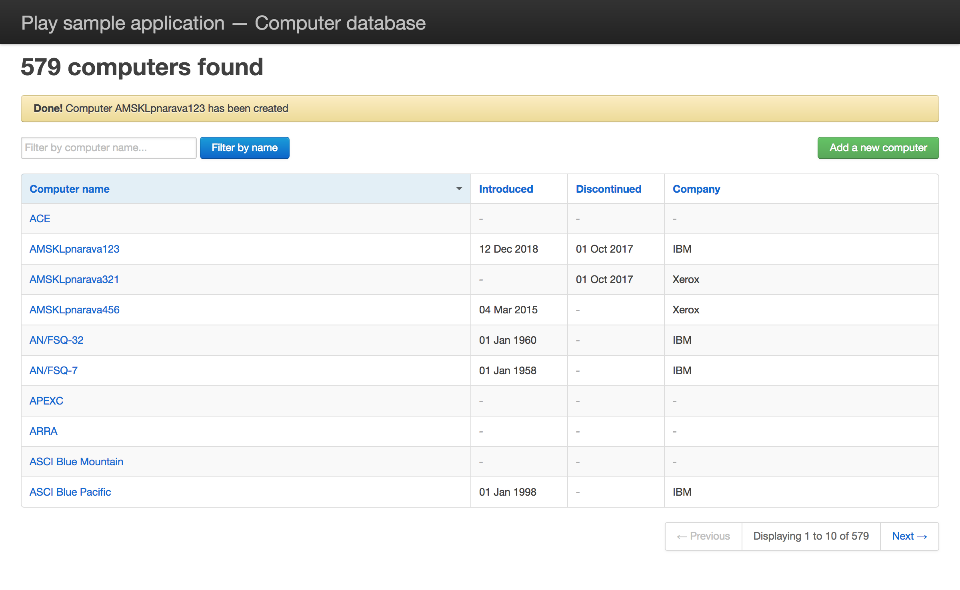 Play sample application — Computer database
579 computers found
Done! Computer AMSKLpnarava123 has been created
Filter by computer name... Filter by name Add a new computer
Computer name Introduced Discontinued Company
ACE - - -
AMSKLpnarava123 12 Dec 2018 01 Oct 2017 IBM
AMSKLpnarava321 - 01 Oct 2017 Xerox
AMSKLpnarava456 04 Mar 2015 - Xerox
AN/FSQ-32 01 Jan 1960 - IBM
AN/FSQ-7 01 Jan 1958 - IBM
APEXC - - -
ARRA - - -
ASCI Blue Mountain - - -
ASCI Blue Pacific 01 Jan 1998 - IBM
← Previous Displaying 1 to 10 of 579 Next →